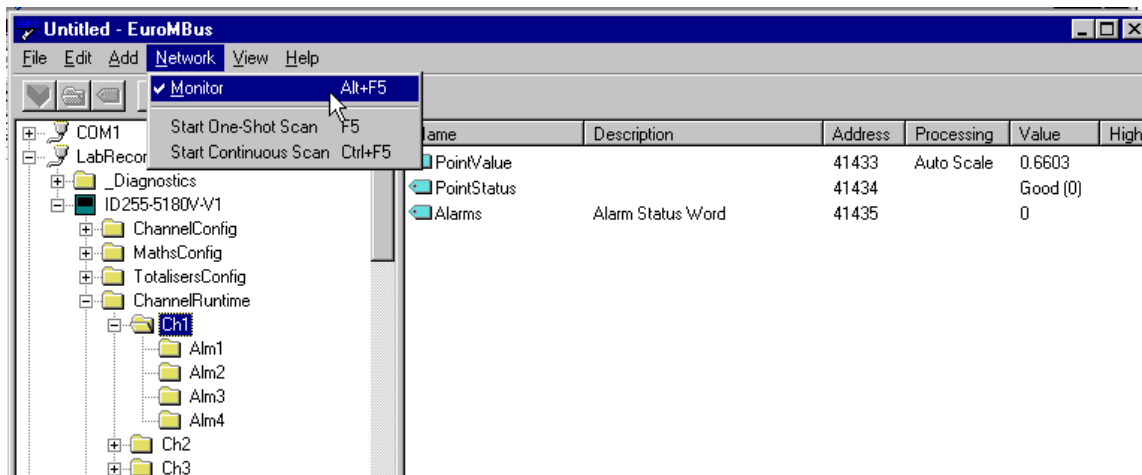 Untitled - EuroMBus
File Edit Add Network View Help
Monitor Alt+F5
Start One-Shot Scan F5
Start Continuous Scan Ctrl+F5
COM1
LabRecor
_Diagnostics
ID255-5180V-V1
ChannelConfig
MathsConfig
TotalisersConfig
ChannelRuntime
Ch1
Alm1
Alm2
Alm3
Alm4
Ch2
Ch3
ame Description Address Processing Value High
PointValue 41433 Auto Scale 0.6603
PointStatus 41434 Good (0)
Alarms Alarm Status Word 41435 0